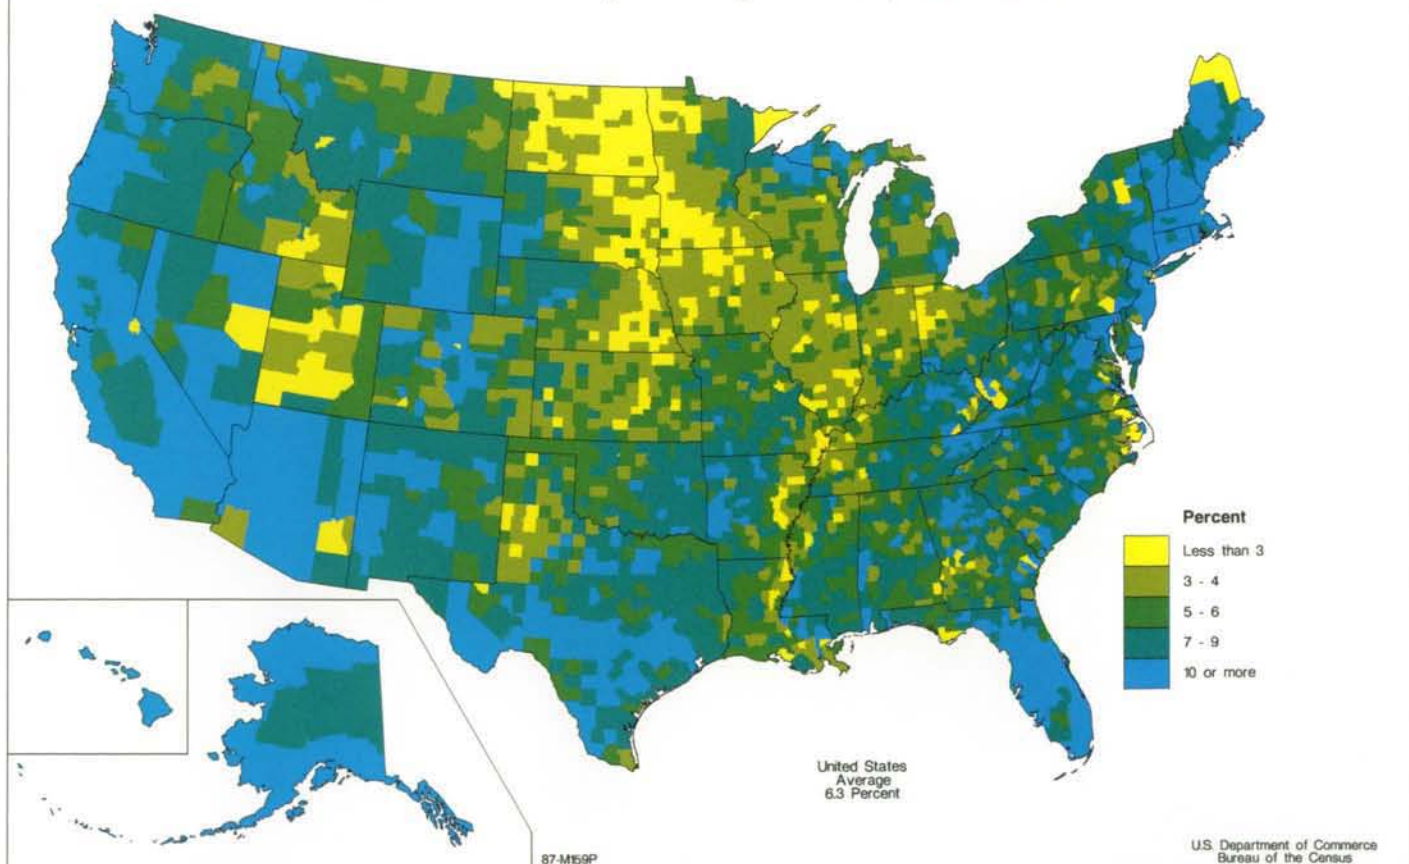 Percent
Less than 3
3 - 4
5 - 6
7 - 9
10 or more
United States
Average
6.3 Percent
87-M159P
U.S. Department of Commerce
Bureau of the Census